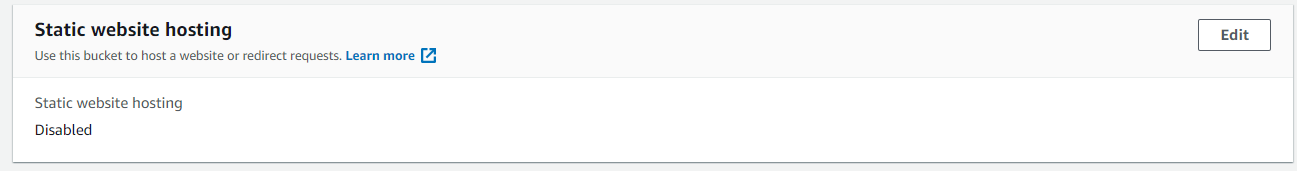 Static website hosting
Edit
Use this bucket to host a website or redirect requests. Learn more
Static website hosting
Disabled